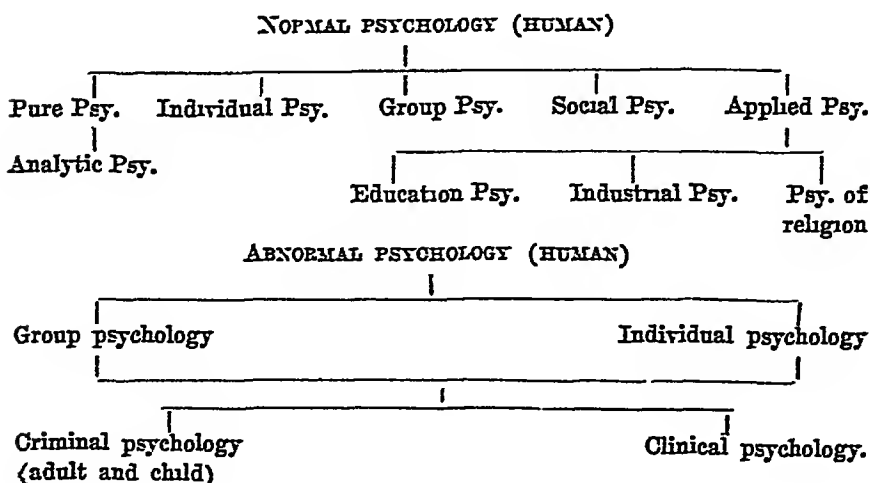 NORMAL PSYCHOLOGY (HUMAN)
Pure Psy. Individual Psy. Group Psy. Social Psy. Applied Psy.
Analytic Psy.
Education Psy. Industrial Psy. Psy. of
religion
ABNORMAL PSYCHOLOGY (HUMAN)
Group psychology Individual psychology
Criminal psychology Clinical psychology.
(adult and child)